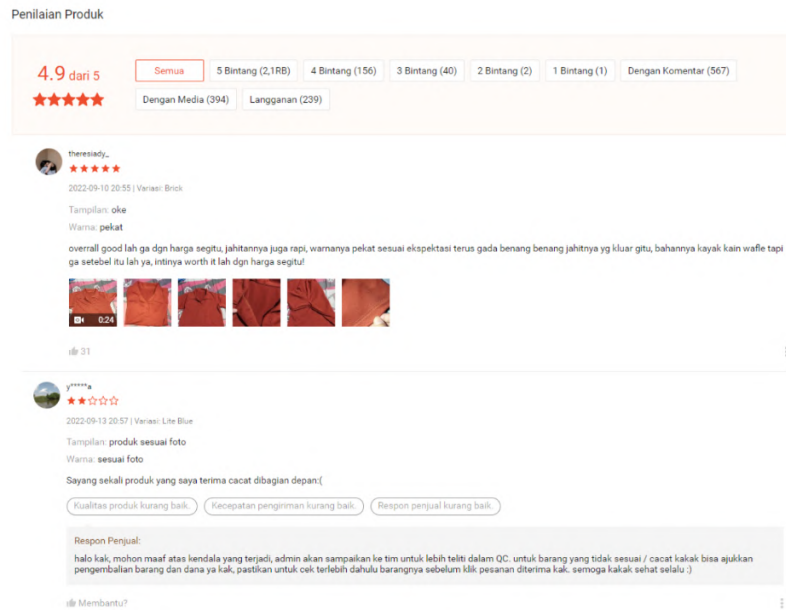 Penilaian Produk
4.9 dari 5
Semua
5 Bintang (2,1RB)
4 Bintang (156)
3 Bintang (40)
2 Bintang (2)
1 Bintang (1)
Dengan Komentar (567)
Dengan Media (394)
Langganan (239)
theresiady_
2022-09-10 20:55 | Variasi: Brick
Tampilan: oke
Warna: pekat
overrall good lah ga dgn harga segitu, jahitannya juga rapi, warnanya pekat sesuai ekspektasi terus gada benang benang jahitnya yg kluar gitu, bahannya kayak kain wafle tapi
ga setebel itu lah ya, intinya worth it lah dgn harga segitu!
0:24
31
y*****a
2022-09-13 20:57 | Variasi: Lite Blue
Tampilan: produk sesuai foto
Warna: sesuai foto
Sayang sekali produk yang saya terima cacat dibagian depan:(
Kualitas produk kurang baik.
Kecepatan pengiriman kurang baik.
Respon penjual kurang baik.
Respon Penjual:
halo kak, mohon maaf atas kendala yang terjadi, admin akan sampaikan ke tim untuk lebih teliti dalam QC. untuk barang yang tidak sesuai / cacat kakak bisa ajukkan
pengembalian barang dan dana ya kak, pastikan untuk cek terlebih dahulu barangnya sebelum klik pesanan diterima kak. semoga kakak sehat selalu :)
Membantu?